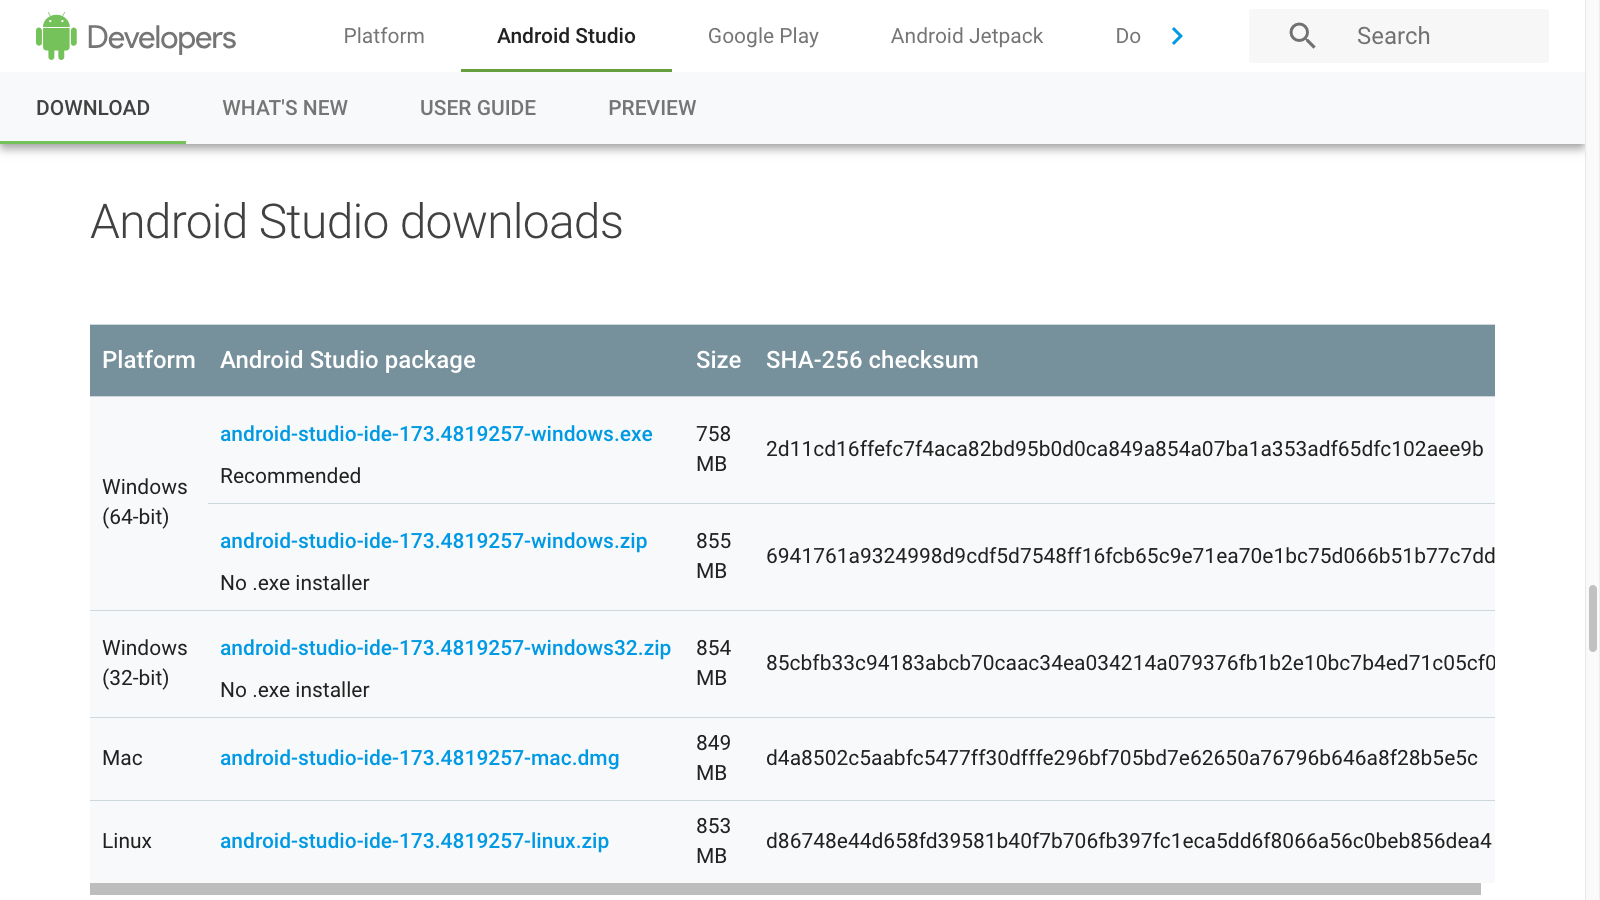 Developers
Platform
Android Studio
Google Play
Android Jetpack
Do
Search
DOWNLOAD
WHAT'S NEW
USER GUIDE
PREVIEW
Android Studio downloads
Platform
Android Studio package
Size
SHA-256 checksum
Windows
(64-bit)
android-studio-ide-173.4819257-windows.exe
Recommended
758
MB
2d11cd16ffefc7f4aca82bd95b0d0ca849a854a07ba1a353adf65dfc102aee9b
android-studio-ide-173.4819257-windows.zip
No .exe installer
855
MB
6941761a9324998d9cdf5d7548ff16fcb65c9e71ea70e1bc75d066b51b77c7dd
Windows
(32-bit)
android-studio-ide-173.4819257-windows32.zip
No .exe installer
854
MB
85cbfb33c94183abcb70caac34ea034214a079376fb1b2e10bc7b4ed71c05cf0
Mac
android-studio-ide-173.4819257-mac.dmg
849
MB
d4a8502c5aabfc5477ff30dfffe296bf705bd7e62650a76796b646a8f28b5e5c
Linux
android-studio-ide-173.4819257-linux.zip
853
MB
d86748e44d658fd39581b40f7b706fb397fc1eca5dd6f8066a56c0beb856dea4